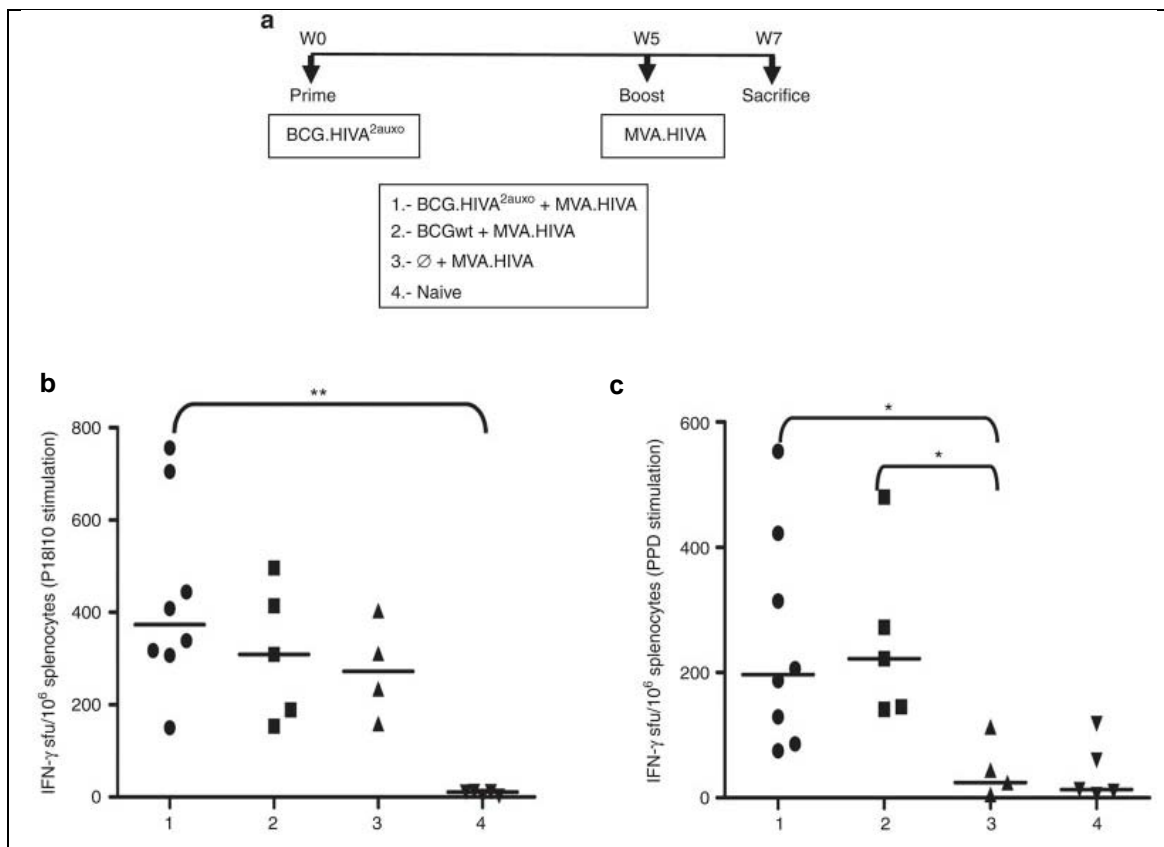 a
W0 W5 W7
Prime Boost Sacrifice
BCG.HIVA²ᵃᵘˣᵒ MVA.HIVA
1.- BCG.HIVA²ᵃᵘˣᵒ + MVA.HIVA
2.- BCGwt + MVA.HIVA
3.- ∅ + MVA.HIVA
4.- Naive
b
**
IFN-γ sfu/10⁶ splenocytes (P18I10 stimulation)
800
600
400
200
0
1 2 3 4
c
*
*
IFN-γ sfu/10⁶ splenocytes (PPD stimulation)
600
400
200
0
1 2 3 4